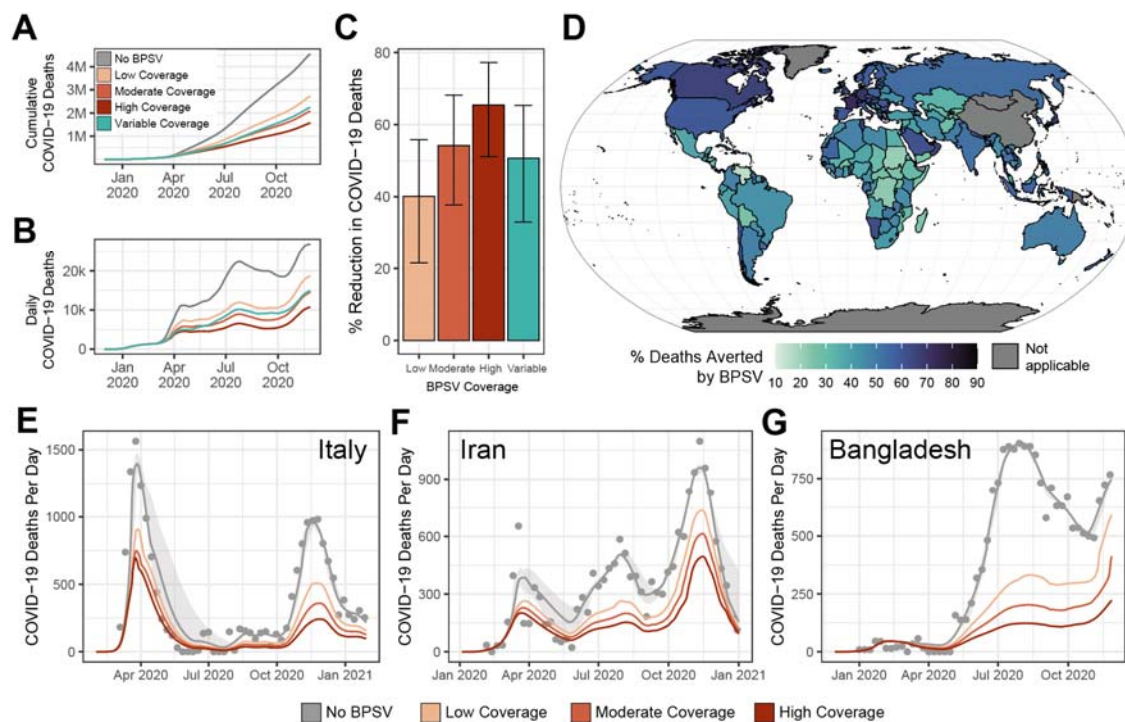 A
Cumulative
COVID−19 Deaths
4M
2M
1M
No BPSV
Low Coverage
Moderate Coverage
High Coverage
Variable Coverage
Jan
2020
Apr
2020
Jul
2020
Oct
2020
B
Daily
COVID−19 Deaths
20k
10k
0
Jan
2020
Apr
2020
Jul
2020
Oct
2020
C
% Reduction in COVID−19 Deaths
80
60
40
20
0
Low Moderate High Variable
BPSV Coverage
D
% Deaths Averted
by BPSV
10 20 30 40 50 60 70 80 90
Not
applicable
E
Italy
COVID−19 Deaths Per Day
1500
1000
500
250
0
Apr 2020 Jul 2020 Oct 2020 Jan 2021
F
Iran
COVID−19 Deaths Per Day
900
600
300
0
Jan 2020 Apr 2020 Jul 2020 Oct 2020 Jan 2021
G
Bangladesh
COVID−19 Deaths Per Day
750
500
250
0
Jan 2020 Apr 2020 Jul 2020 Oct 2020
No BPSV Low Coverage Moderate Coverage High Coverage